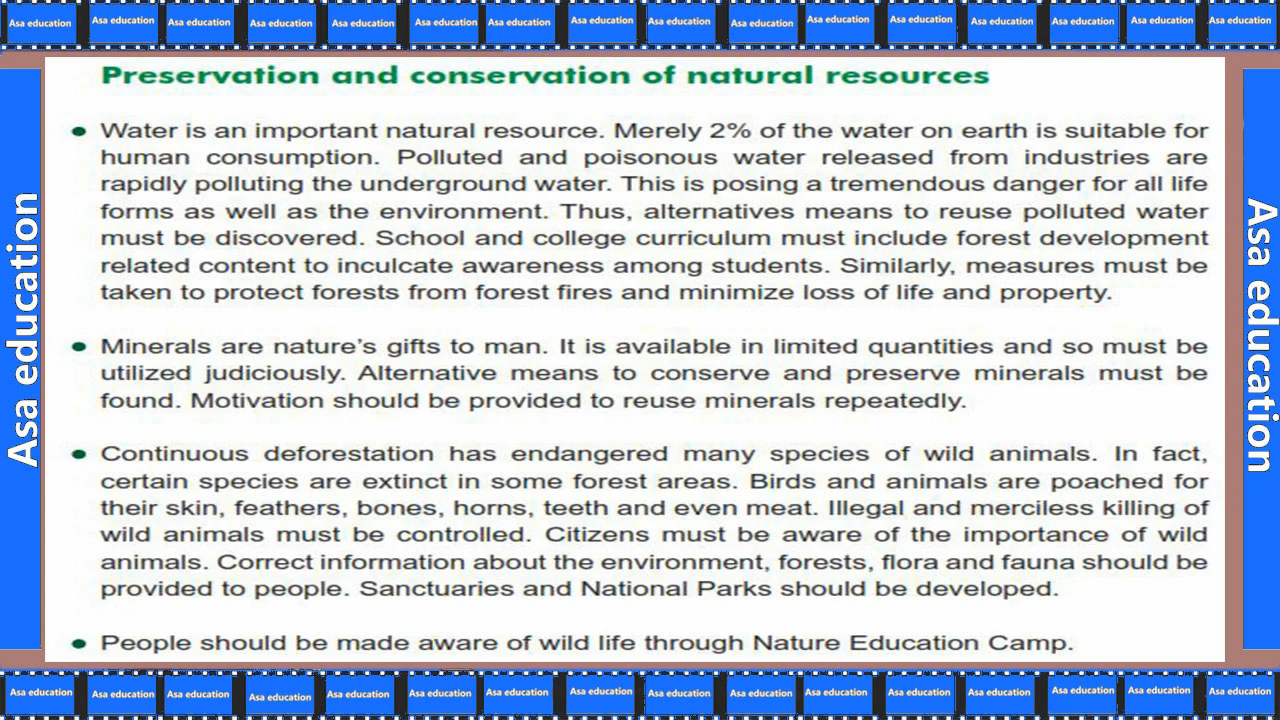 Asa education Asa education Asa education Asa education Asa education Asa education Asa education Asa education Asa education Asa education Asa education Asa education Asa education Asa education Asa education Asa education
Asa education
Preservation and conservation of natural resources
• Water is an important natural resource. Merely 2% of the water on earth is suitable for
human consumption. Polluted and poisonous water released from industries are
rapidly polluting the underground water. This is posing a tremendous danger for all life
forms as well as the environment. Thus, alternatives means to reuse polluted water
must be discovered. School and college curriculum must include forest development
related content to inculcate awareness among students. Similarly, measures must be
taken to protect forests from forest fires and minimize loss of life and property.
• Minerals are nature's gifts to man. It is available in limited quantities and so must be
utilized judiciously. Alternative means to conserve and preserve minerals must be
found. Motivation should be provided to reuse minerals repeatedly.
• Continuous deforestation has endangered many species of wild animals. In fact,
certain species are extinct in some forest areas. Birds and animals are poached for
their skin, feathers, bones, horns, teeth and even meat. Illegal and merciless killing of
wild animals must be controlled. Citizens must be aware of the importance of wild
animals. Correct information about the environment, forests, flora and fauna should be
provided to people. Sanctuaries and National Parks should be developed.
• People should be made aware of wild life through Nature Education Camp.
Asa education
Asa education Asa education Asa education Asa education Asa education Asa education Asa education Asa education Asa education Asa education Asa education Asa education Asa education Asa education Asa education Asa education